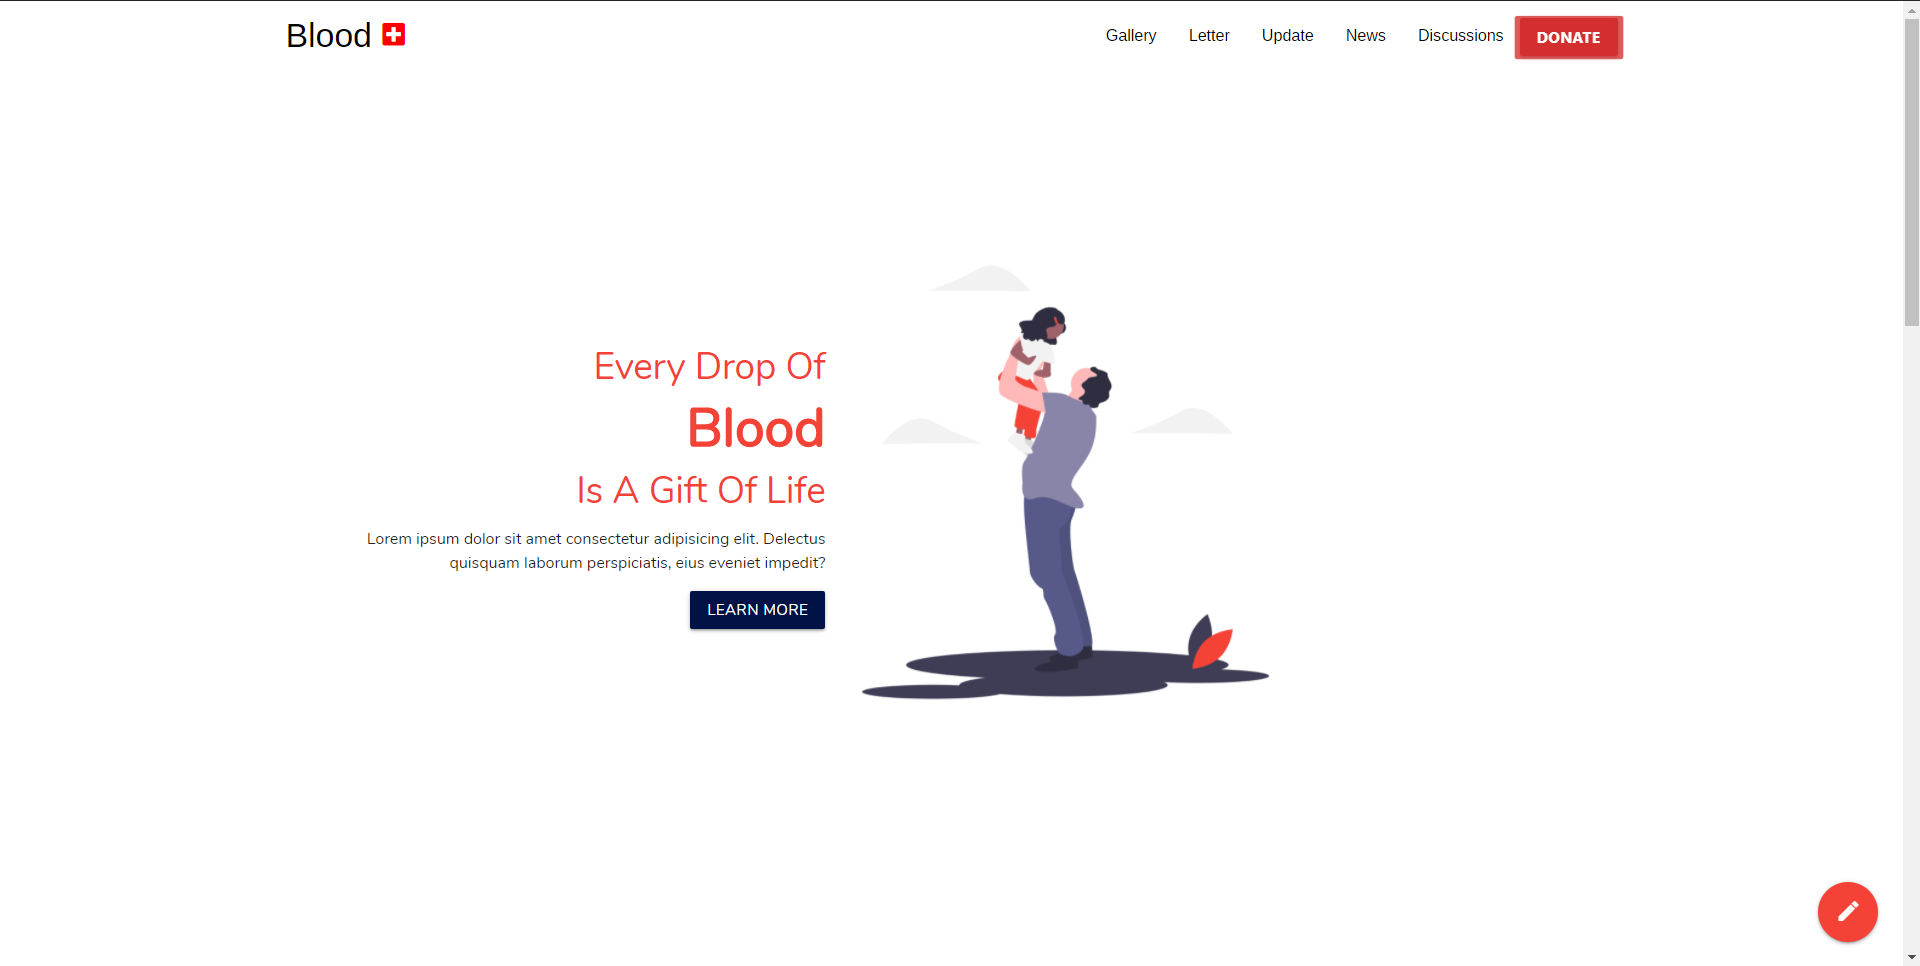 Blood
Gallery Letter Update News Discussions DONATE
Every Drop Of
Blood
Is A Gift Of Life
Lorem ipsum dolor sit amet consectetur adipisicing elit. Delectus
quisquam laborum perspiciatis, eius eveniet impedit?
LEARN MORE